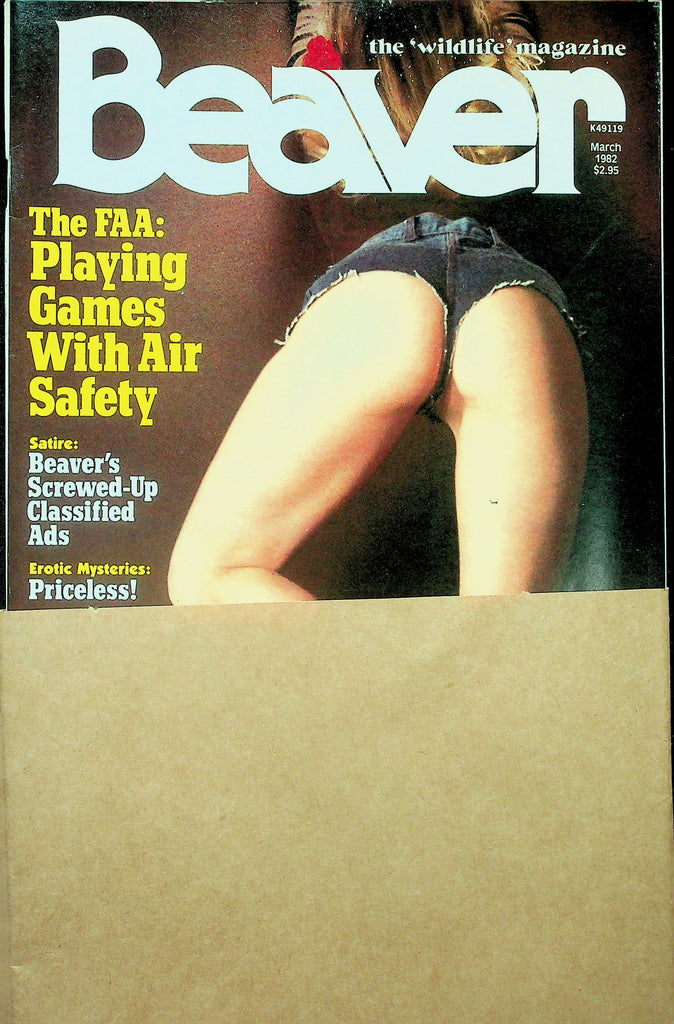 the 'wildlife' magazine
Beaver
K49119
March
1982
$2.95
The FAA:
Playing
Games
With Air
Safety
Satire:
Beaver's
Screwed-Up
Classified
Ads
Erotic Mysteries:
Priceless!